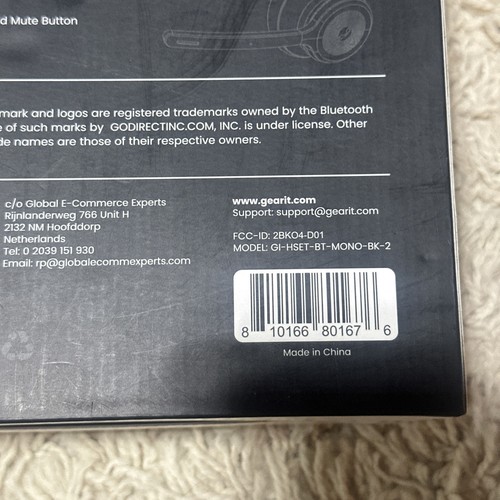 d Mute Button
mark and logos are registered trademarks owned by the Bluetooth
e of such marks by GODIRECTINC.COM, INC. is under license. Other
de names are those of their respective owners.
c/o Global E-Commerce Experts
Rijnlanderweg 766 Unit H
2132 NM Hoofddorp
Netherlands
Tel: 0 2039 151 930
Email: rp@globalecommexperts.com
www.gearit.com
Support: support@gearit.com
FCC-ID: 2BKO4-D01
MODEL: GI-HSET-BT-MONO-BK-2
8 10166 80167 6
Made in China